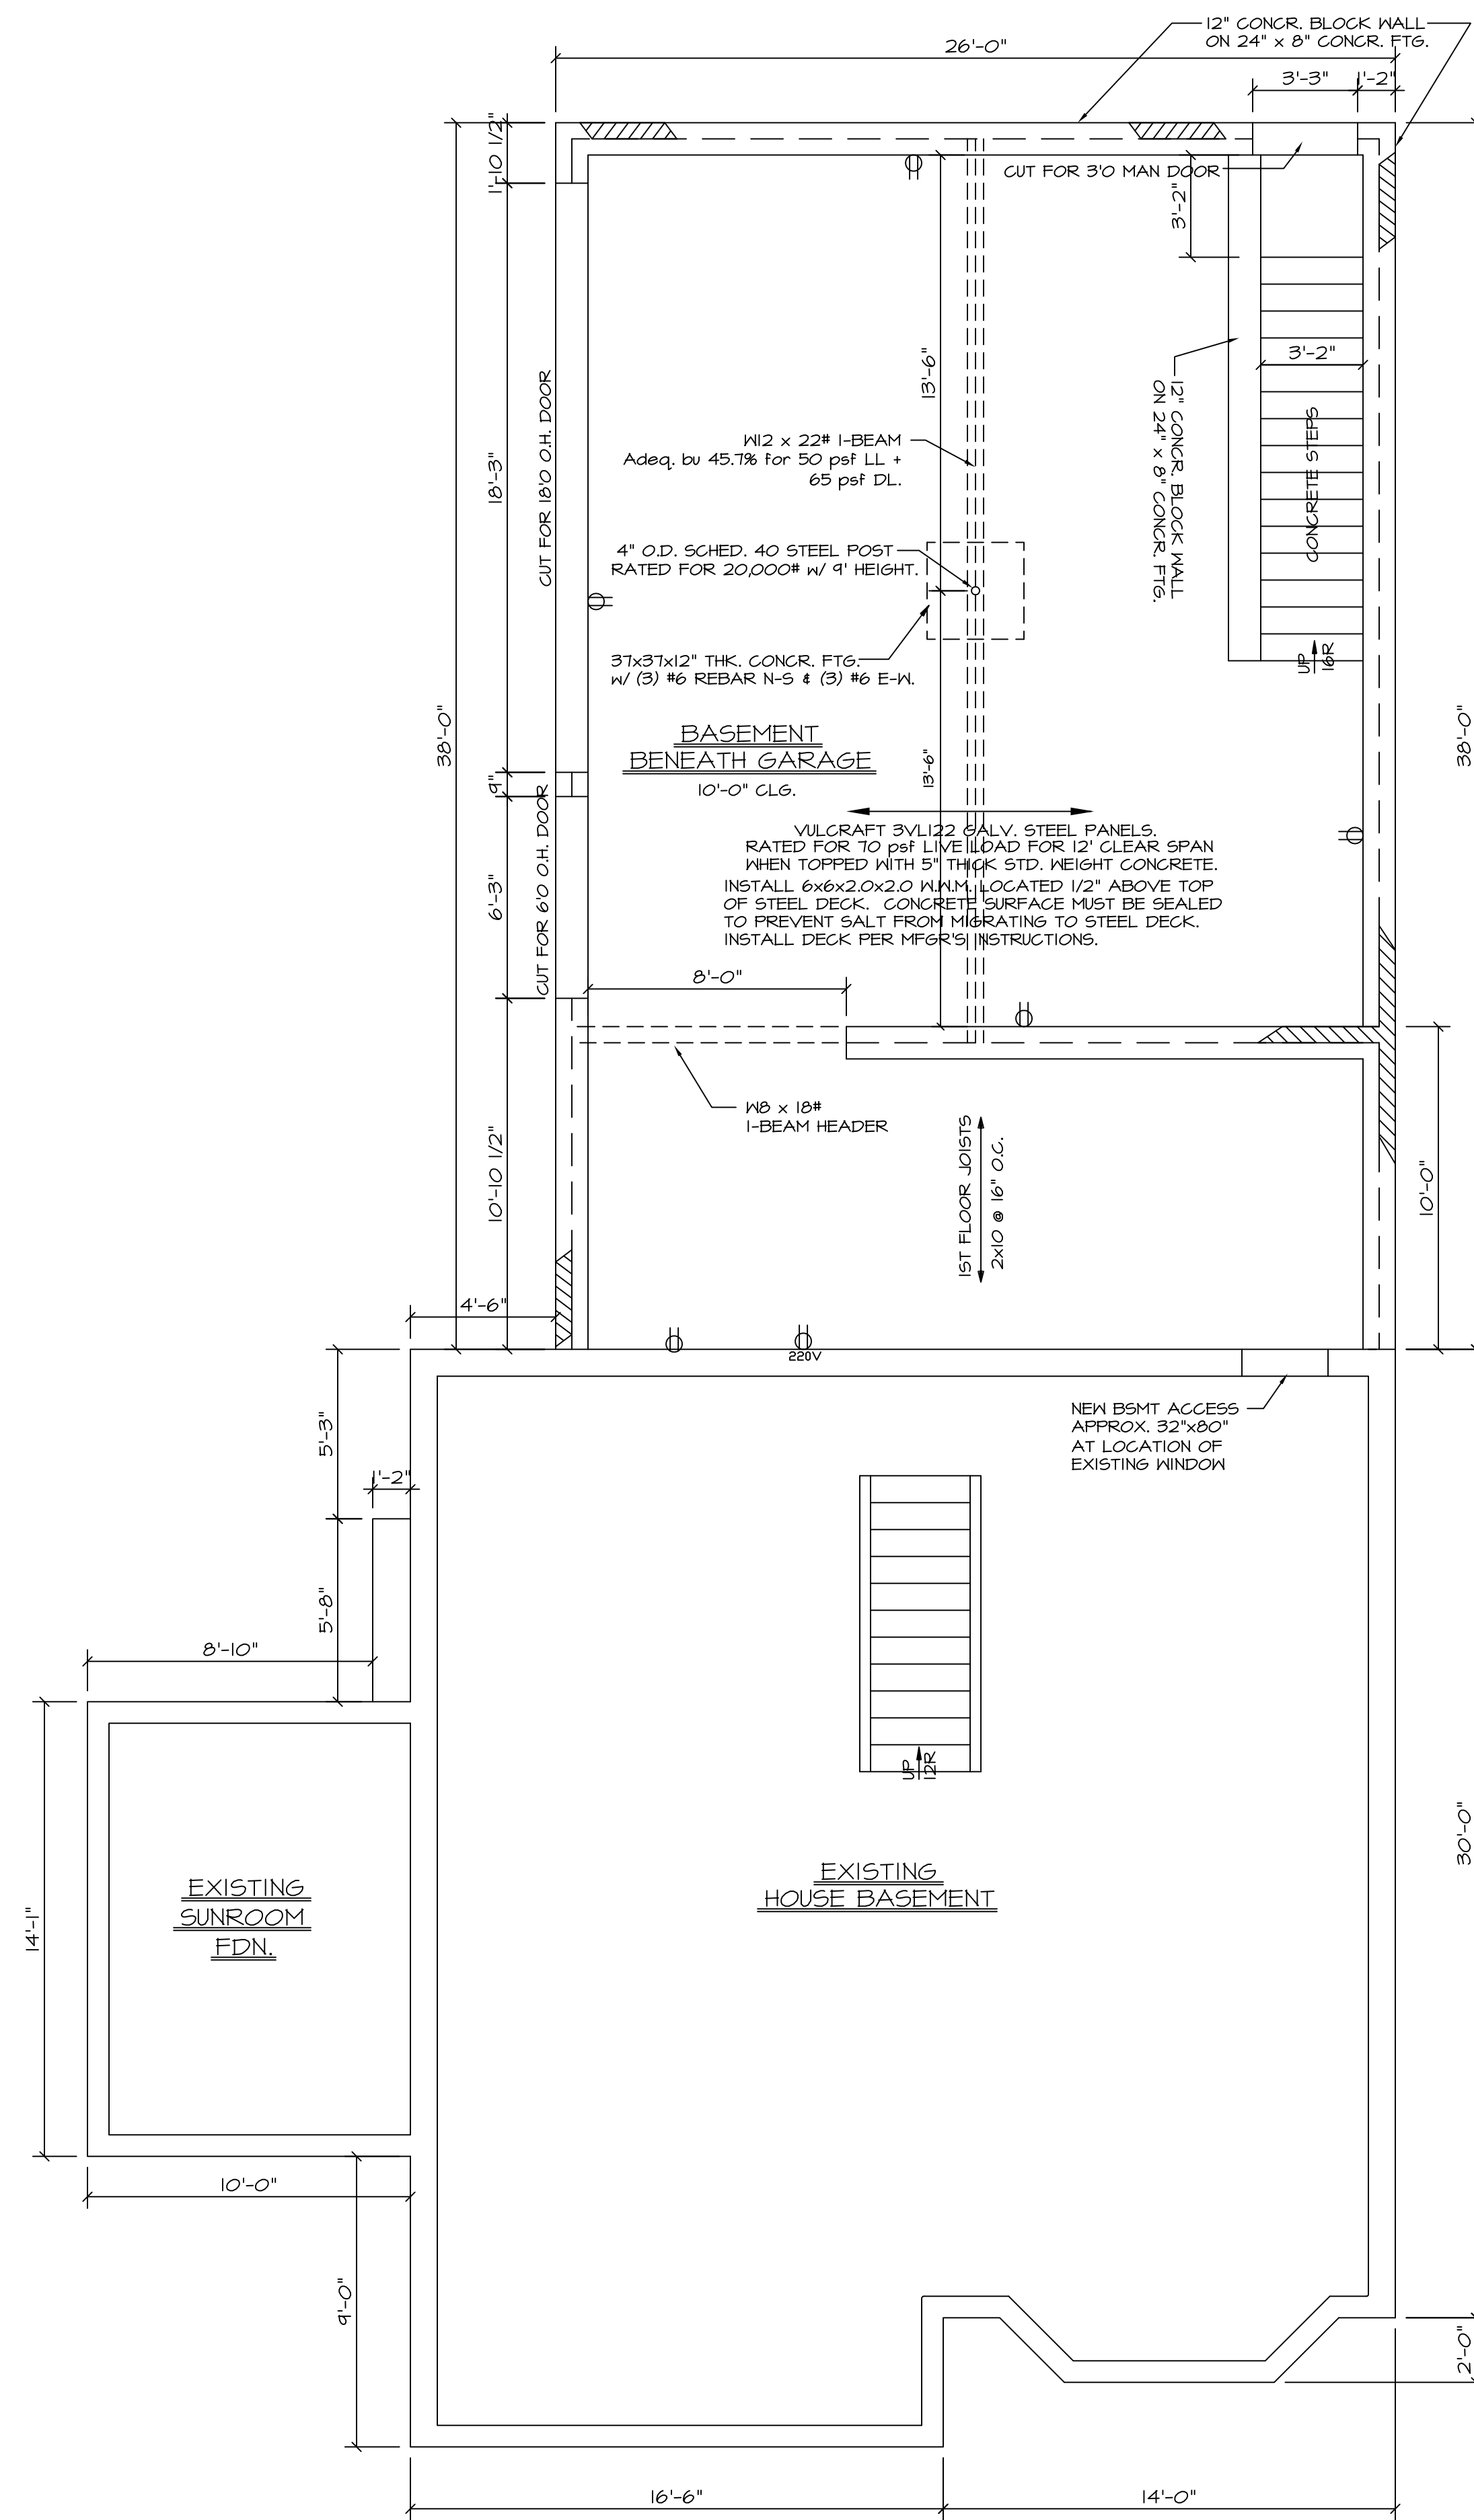 12" CONCR. BLOCK WALL
ON 24" x 8" CONCR. FTG.
26'-0"
3'-3"
1'-2"
1'-10 1/2"
CUT FOR 3'0 MAN DOOR
3'-2"
13'-6"
3'-2"
12" CONCR. BLOCK WALL
ON 24" x 8" CONCR. FTG.
CONCRETE STEPS
CUT FOR 18'0 O.H. DOOR
18'-3"
W12 x 22# I-BEAM
Adeq. bu 45.7% for 50 psf LL +
65 psf DL.
4" O.D. SCHED. 40 STEEL POST
RATED FOR 20,000# w/ 9' HEIGHT.
37x37x12" THK. CONCR. FTG.
w/ (3) #6 REBAR N-S & (3) #6 E-W.
UP
16R
38'-0"
38'-0"
BASEMENT
BENEATH GARAGE
10'-0" CLG.
13'-6"
9"
CUT FOR 6'0 O.H. DOOR
6'-3"
VULCRAFT 3VLI22 GALV. STEEL PANELS.
RATED FOR 70 psf LIVE LOAD FOR 12' CLEAR SPAN
WHEN TOPPED WITH 5" THICK STD. WEIGHT CONCRETE.
INSTALL 6x6x2.0x2.0 W.W.M. LOCATED 1/2" ABOVE TOP
OF STEEL DECK. CONCRETE SURFACE MUST BE SEALED
TO PREVENT SALT FROM MIGRATING TO STEEL DECK.
INSTALL DECK PER MFGR'S INSTRUCTIONS.
8'-0"
W8 x 18#
I-BEAM HEADER
10'-10 1/2"
1ST FLOOR JOISTS
2x10 @ 16" O.C.
10'-0"
4'-6"
220V
NEW BSMT ACCESS
APPROX. 32"x80"
AT LOCATION OF
EXISTING WINDOW
5'-3"
1'-2"
5'-8"
8'-10"
UP
12R
30'-0"
14'-1"
EXISTING
SUNROOM
FDN.
EXISTING
HOUSE BASEMENT
10'-0"
9'-0"
2'-0"
16'-6"
14'-0"